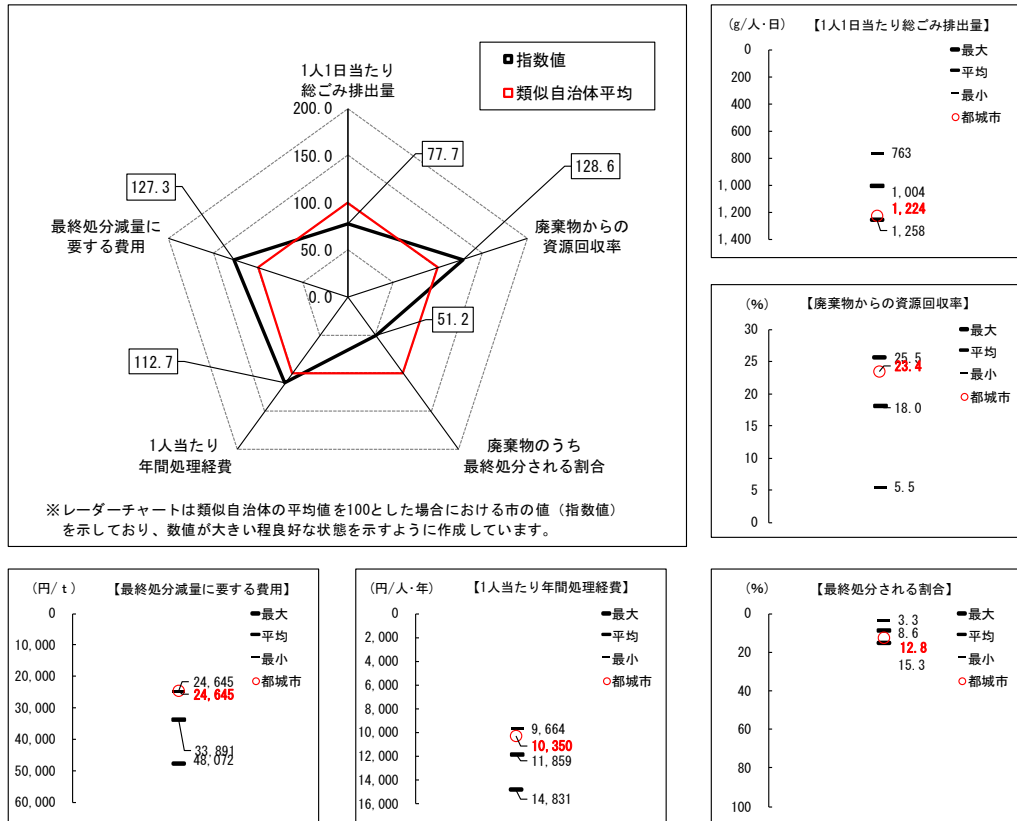 指数値
類似自治体平均
1人1日当たり
総ごみ排出量
200.0
150.0
100.0
50.0
0.0
77.7
128.6
127.3
51.2
112.7
廃棄物からの
資源回収率
最終処分減量に
要する費用
1人当たり
年間処理経費
廃棄物のうち
最終処分される割合
※レーダーチャートは類似自治体の平均値を100とした場合における市の値（指数値）
を示しており、数値が大きい程良好な状態を示すように作成しています。
(g/人・日) 【1人1日当たり総ごみ排出量】
0
200
400
600
800
1,000
1,200
1,400
最大
平均
最小
都城市
763
1,004
1,224
1,258
(%) 【廃棄物からの資源回収率】
30
25
20
15
10
5
0
最大
平均
最小
都城市
25.5
23.4
18.0
5.5
(円/ｔ) 【最終処分減量に要する費用】
0
10,000
20,000
30,000
40,000
50,000
60,000
最大
平均
最小
都城市
24,645
24,645
33,891
48,072
(円/人・年) 【1人当たり年間処理経費】
0
2,000
4,000
6,000
8,000
10,000
12,000
14,000
16,000
最大
平均
最小
都城市
9,664
10,350
11,859
14,831
(%) 【最終処分される割合】
0
20
40
60
80
100
最大
平均
最小
都城市
3.3
8.6
12.8
15.3